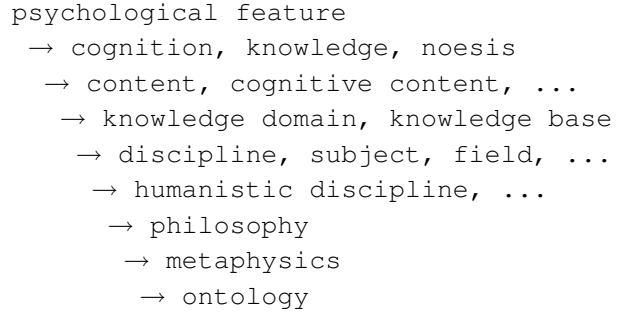 psychological feature
→ cognition, knowledge, noesis
→ content, cognitive content, ...
→ knowledge domain, knowledge base
→ discipline, subject, field, ...
→ humanistic discipline, ...
→ philosophy
→ metaphysics
→ ontology